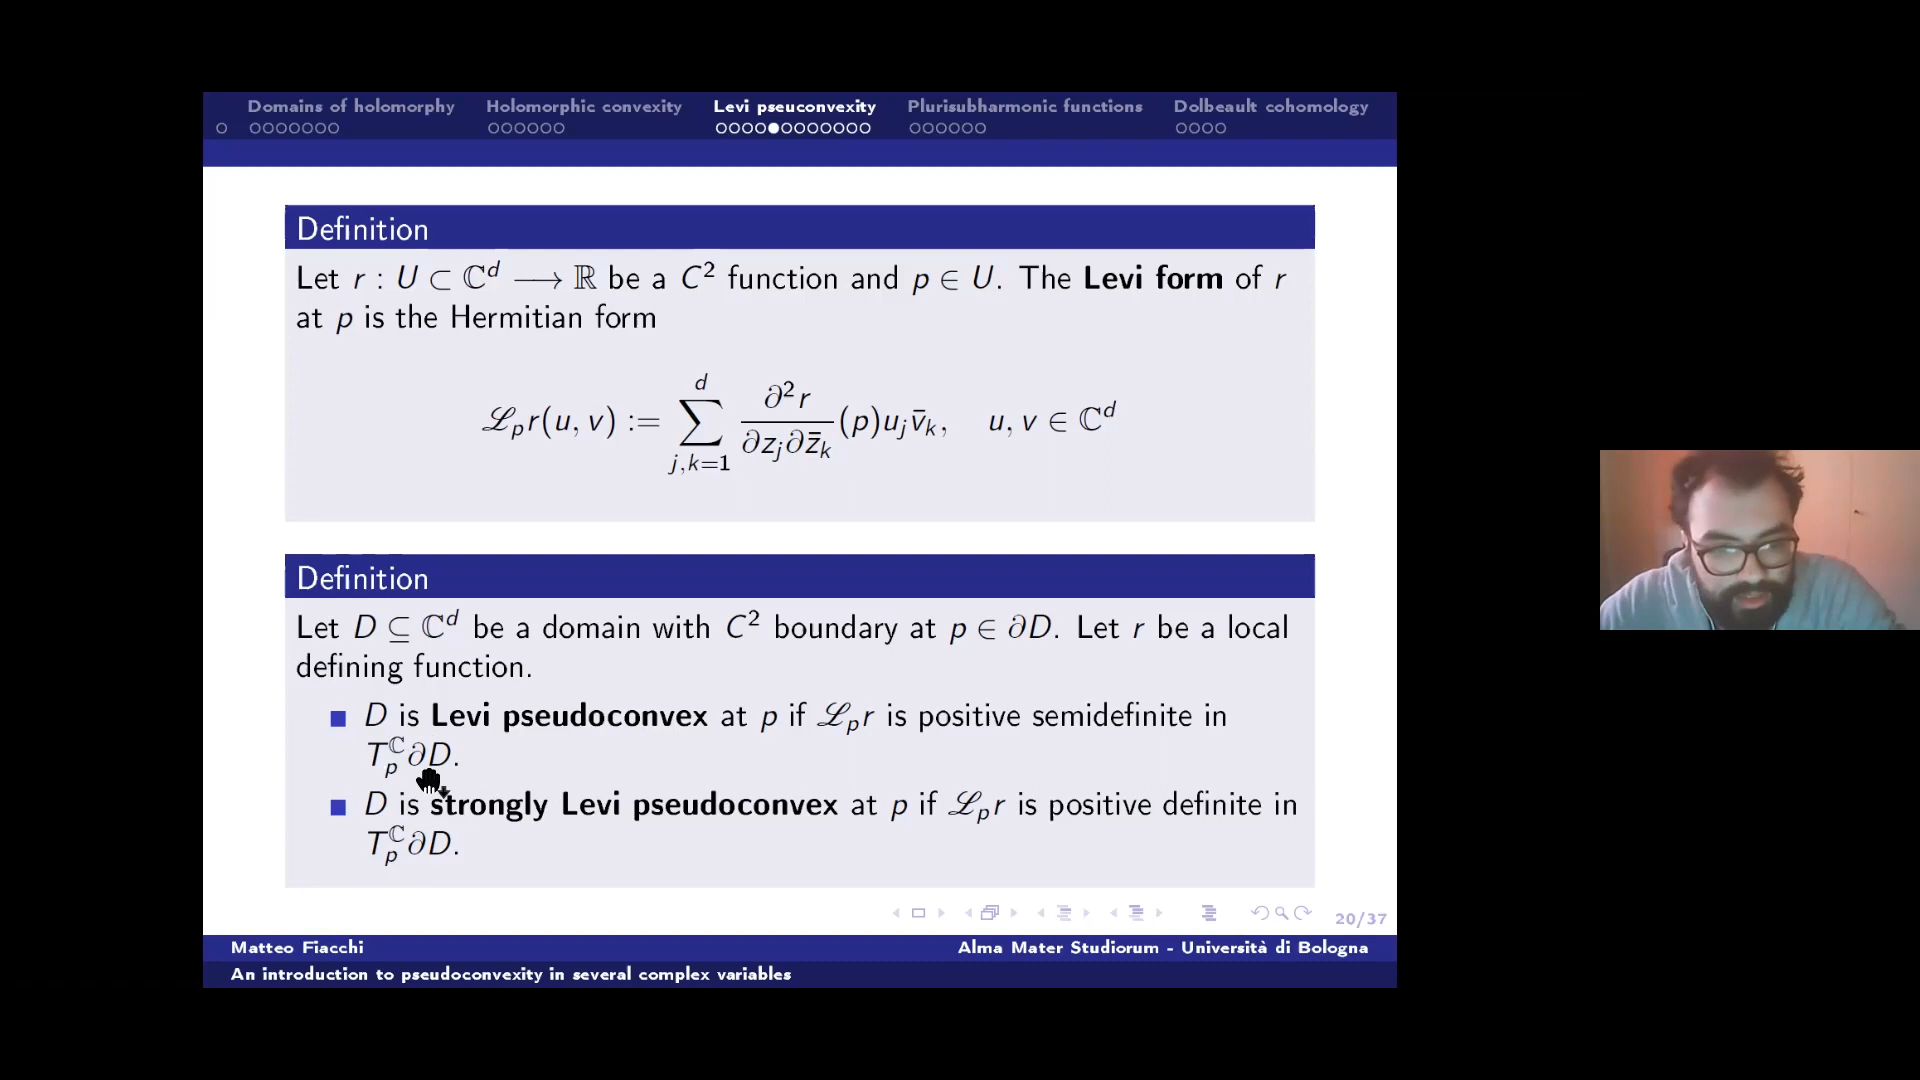 Domains of holomorphy Holomorphic convexity Levi pseuconvexity Plurisubharmonic functions Dolbeault cohomology
Definition
Let r : U ⊂ ℂ^d ⟶ ℝ be a C² function and p ∈ U. The Levi form of r
at p is the Hermitian form
ℒ_p r(u, v) := ∑_{j,k=1}^{d} ∂²r/∂z_j∂z̄_k (p)u_j v̄_k, u, v ∈ ℂ^d
Definition
Let D ⊆ ℂ^d be a domain with C² boundary at p ∈ ∂D. Let r be a local
defining function.
D is Levi pseudoconvex at p if ℒ_p r is positive semidefinite in
T_p^ℂ ∂D.
D is strongly Levi pseudoconvex at p if ℒ_p r is positive definite in
T_p^ℂ ∂D.
20/37
Matteo Fiacchi Alma Mater Studiorum - Università di Bologna
An introduction to pseudoconvexity in several complex variables